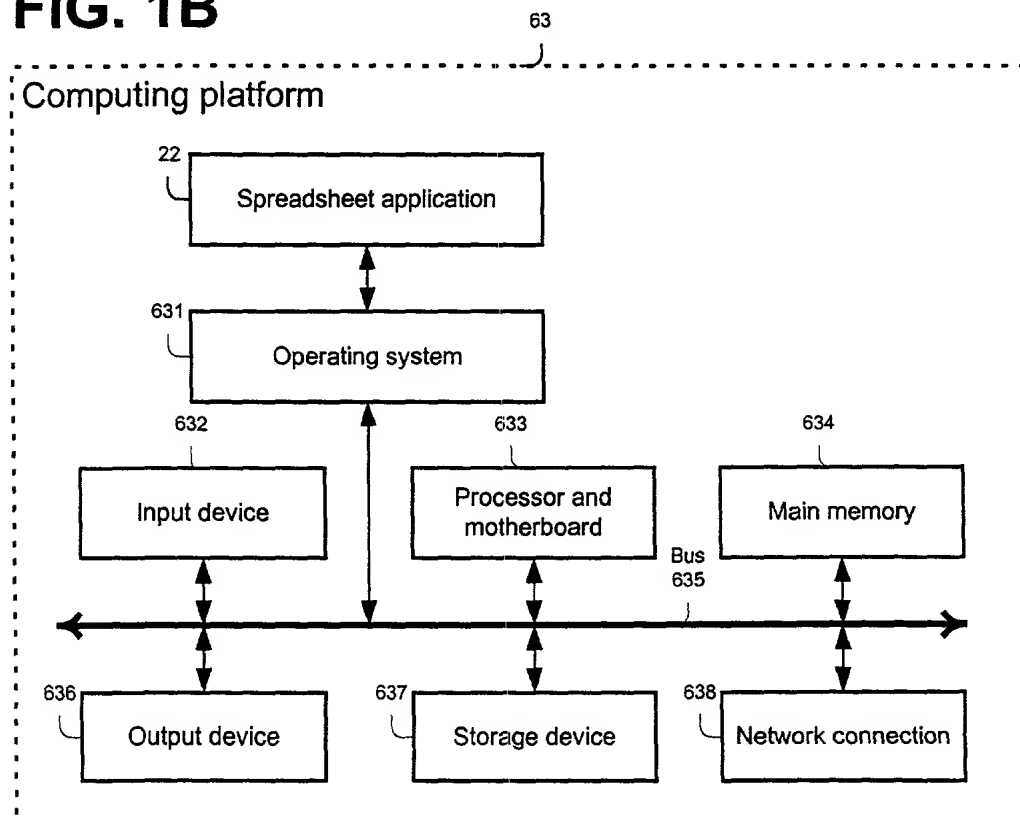 FIG. 1B
63
Computing platform
22
Spreadsheet application
631
Operating system
632
633
634
Input device
Processor and
motherboard
Main memory
Bus
635
636
637
638
Output device
Storage device
Network connection